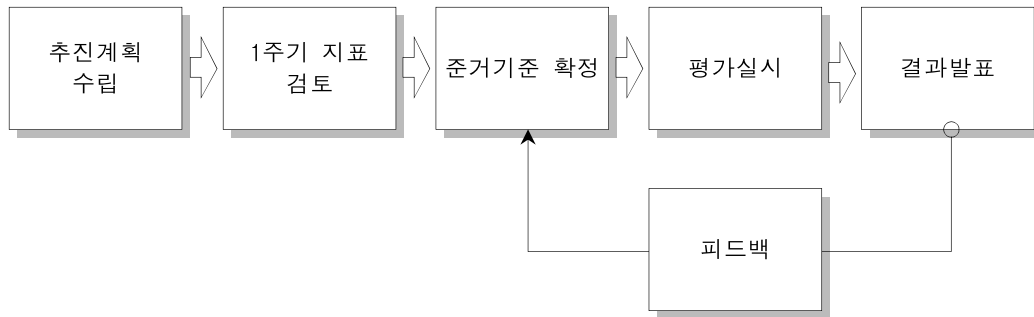 추진계획
수립
1주기 지표
검토
준거기준 확정
평가실시
결과발표
피드백